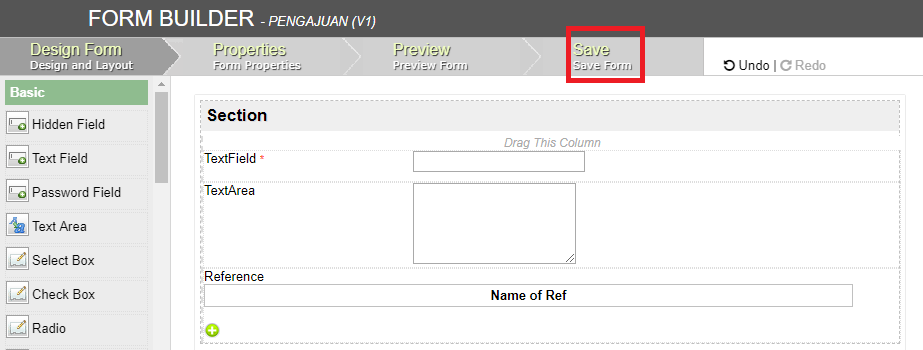 FORM BUILDER - PENGAJUAN (V1)
Design Form
Design and Layout
Properties
Form Properties
Preview
Preview Form
Save
Save Form
Undo | Redo
Basic
Hidden Field
Text Field
Password Field
Text Area
Select Box
Check Box
Radio
Section
Drag This Column
TextField *
TextArea
Reference
Name of Ref